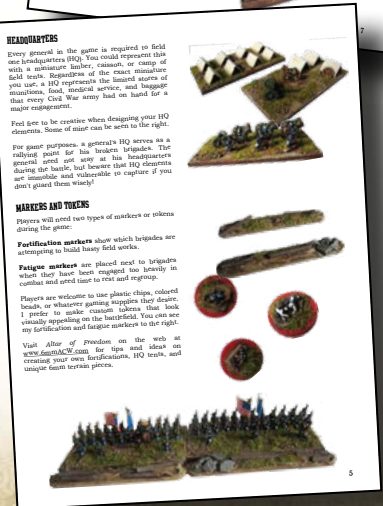 7
HEADQUARTERS
Every general in the game is required to field
one headquarters (HQ). You could represent this
with a miniature limber, caisson, or camp of
field tents. Regardless of the exact miniature
you use, a HQ represents the limited stores of
munitions, food, medical service, and baggage
that every Civil War army had on hand for a
major engagement.
Feel free to be creative when designing your HQ
elements. Some of mine can be seen to the right.
For game purposes, a general's HQ serves as a
rallying point for his broken brigades. The
general need not stay at his headquarters
during the battle, but beware that HQ elements
are immobile and vulnerable to capture if you
don't guard them wisely!
MARKERS AND TOKENS
Players will need two types of markers or tokens
during the game:
Fortification markers show which brigades are
attempting to build hasty field works.
Fatigue markers are placed next to brigades
when they have been engaged too heavily in
combat and need time to rest and regroup.
Players are welcome to use plastic chips, colored
beads, or whatever gaming supplies they desire.
I prefer to make custom tokens that look
visually appealing on the battlefield. You can see
my fortification and fatigue markers to the right.
Visit Altar of Freedom on the web at
www.6mmACW.com for tips and ideas on
creating your own fortifications, HQ tents, and
unique 6mm terrain pieces.
5